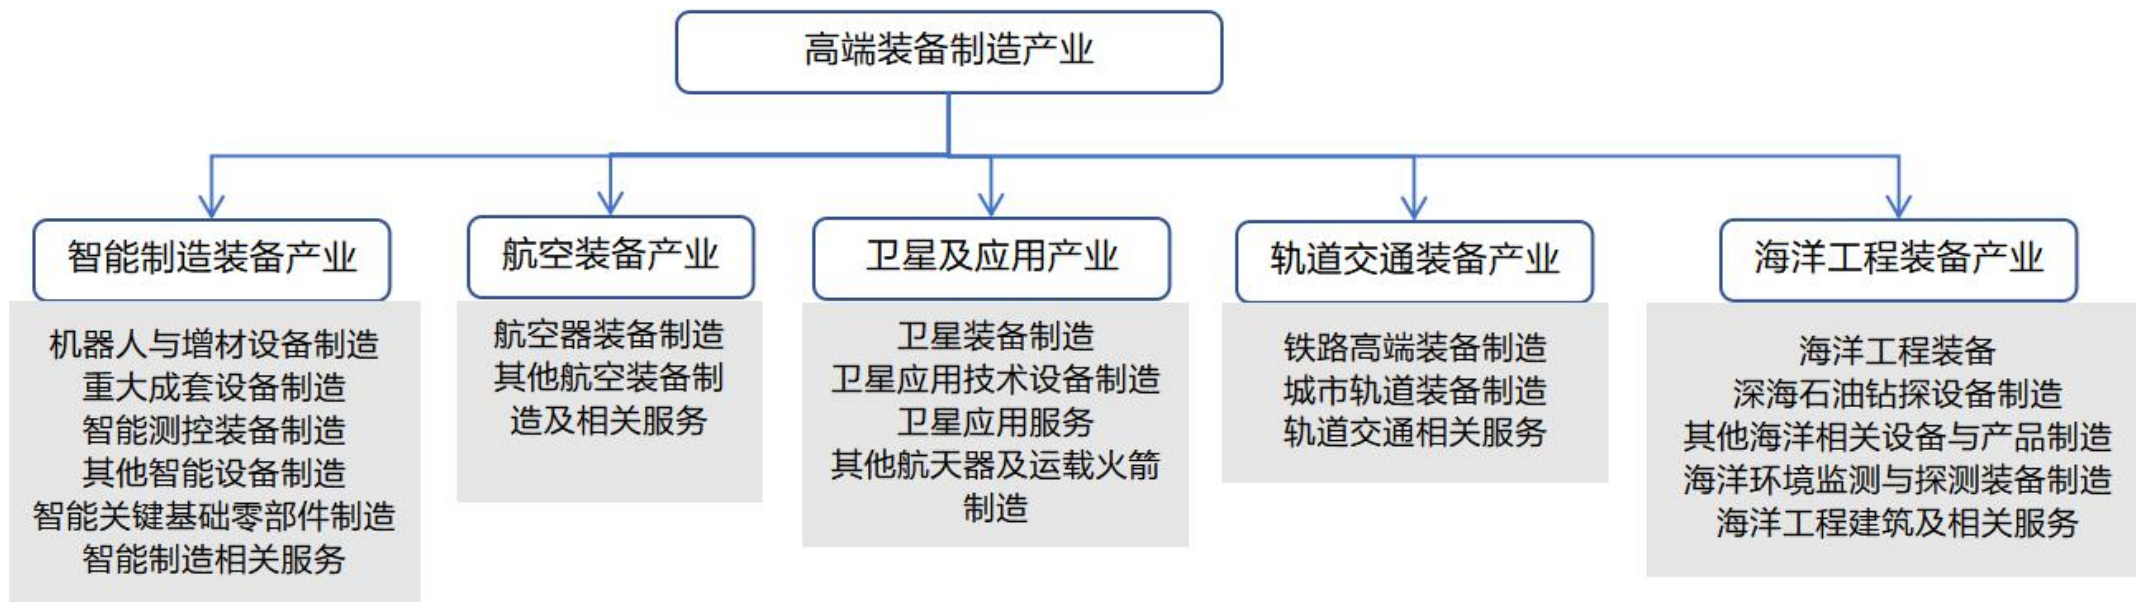 高端装备制造产业
智能制造装备产业
机器人与增材设备制造
重大成套设备制造
智能测控装备制造
其他智能设备制造
智能关键基础零部件制造
智能制造相关服务
航空装备产业
航空器装备制造
其他航空装备制
造及相关服务
卫星及应用产业
卫星装备制造
卫星应用技术设备制造
卫星应用服务
其他航天器及运载火箭
制造
轨道交通装备产业
铁路高端装备制造
城市轨道装备制造
轨道交通相关服务
海洋工程装备产业
海洋工程装备
深海石油钻探设备制造
其他海洋相关设备与产品制造
海洋环境监测与探测装备制造
海洋工程建筑及相关服务